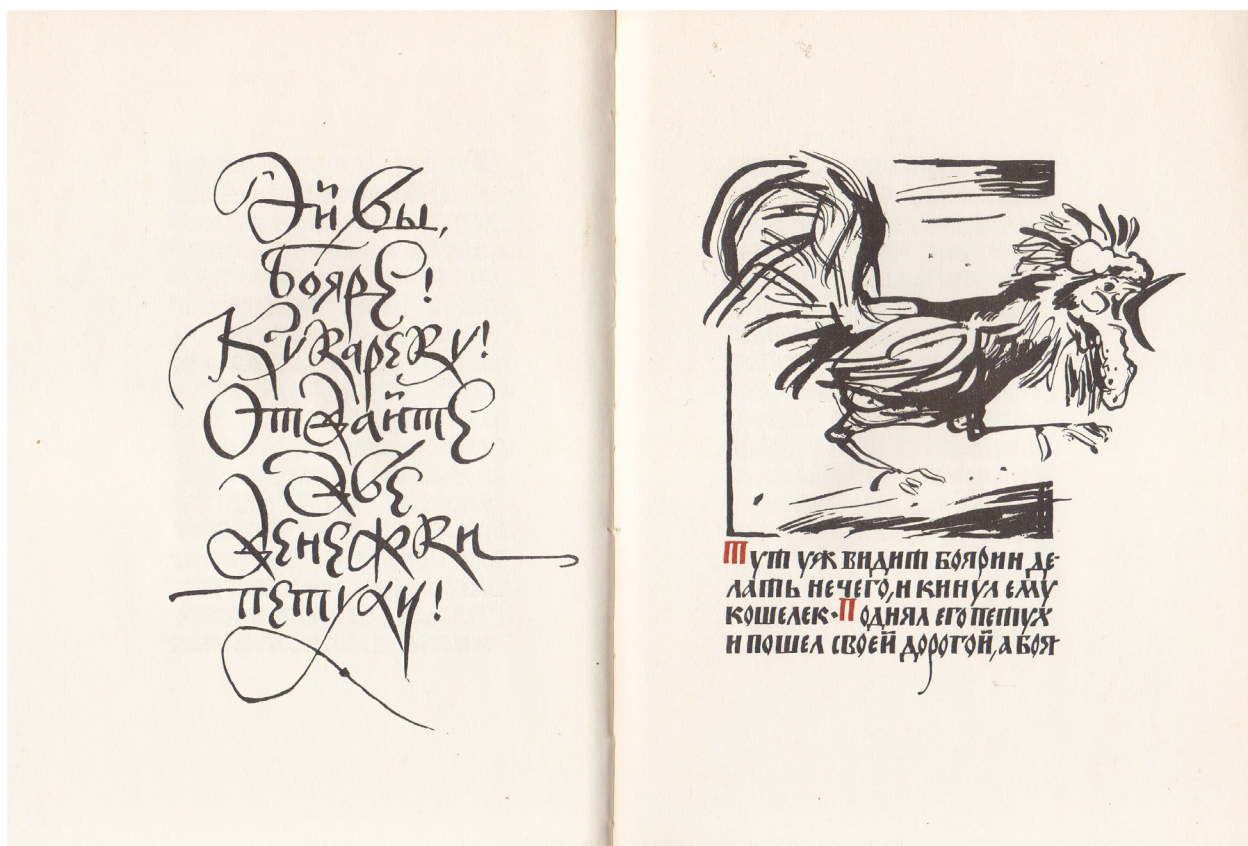 Эй вы,
бояре!
Кукареку!
Отдайте
две
денежки
петуху!
Тут уж видит боярин де-
лать нечего, и кинул ему
кошелек. Поднял его петух
и пошел своей дорогой, а боя-